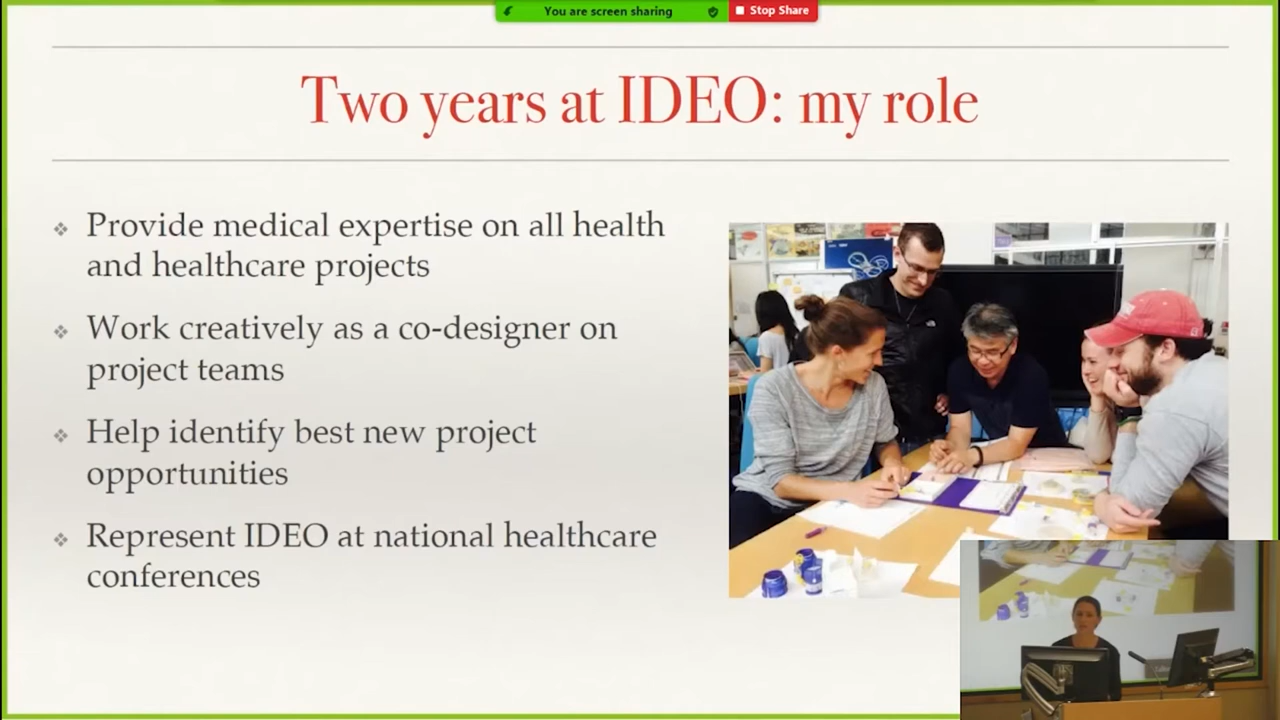 You are screen sharing
Stop Share
Two years at IDEO: my role
Provide medical expertise on all health
and healthcare projects
Work creatively as a co-designer on
project teams
Help identify best new project
opportunities
Represent IDEO at national healthcare
conferences